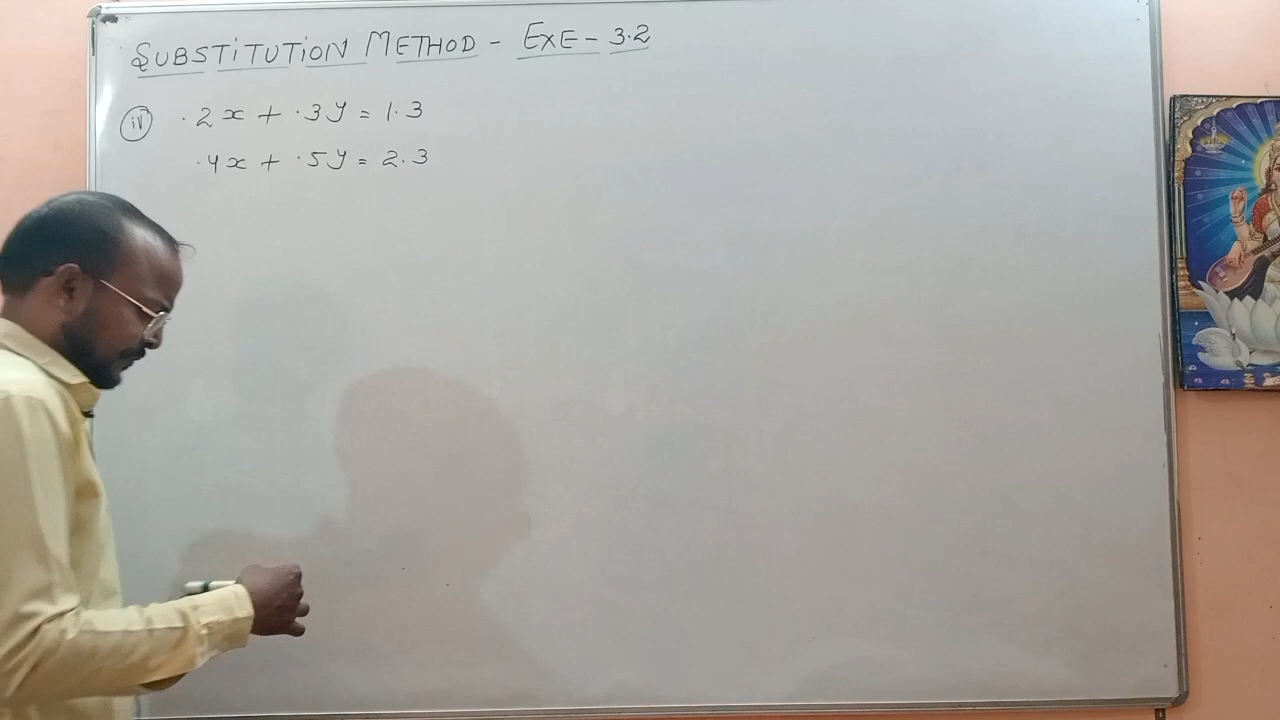 SUBSTiTUTiON METHOD - EXE - 3.2
iv .2x + .3y = 1.3
.4x + .5y = 2.3